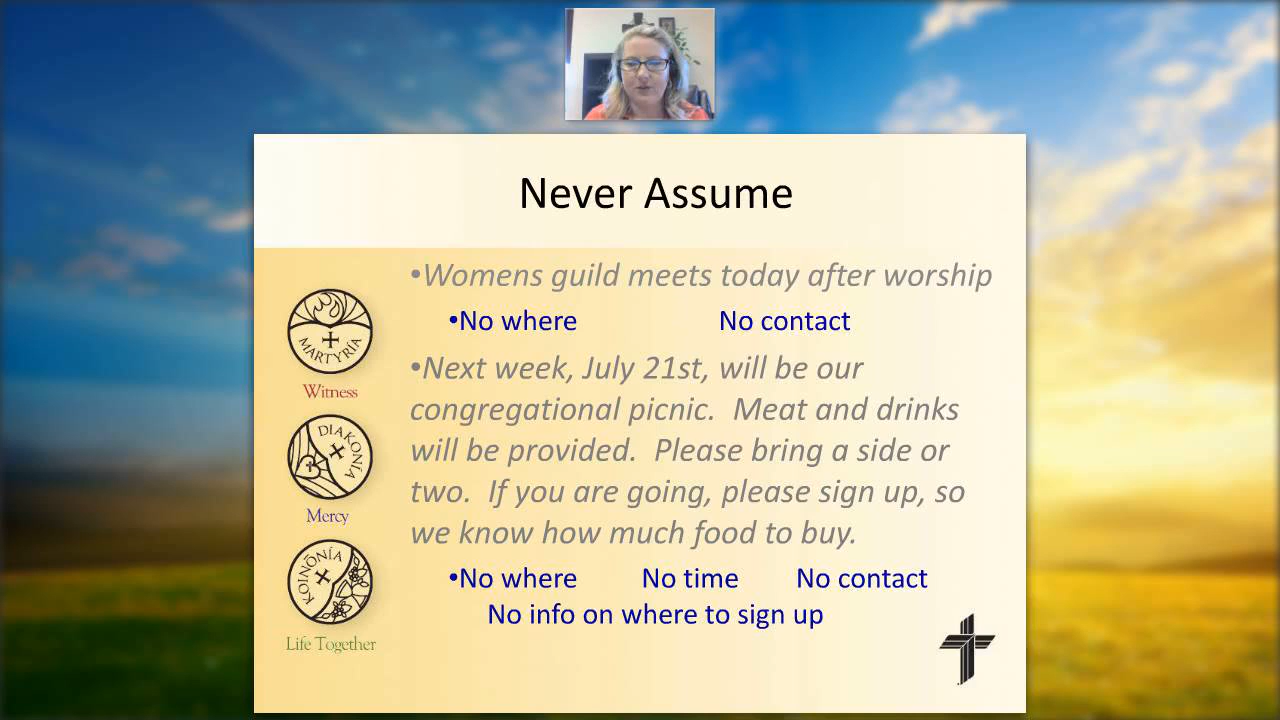 Never Assume
•Womens guild meets today after worship
•No where No contact
•Next week, July 21st, will be our
congregational picnic. Meat and drinks
will be provided. Please bring a side or
two. If you are going, please sign up, so
we know how much food to buy.
•No where No time No contact
No info on where to sign up
MARTYRÍA
Witness
DIAKONÍA
Mercy
KOINŌNÍA
Life Together